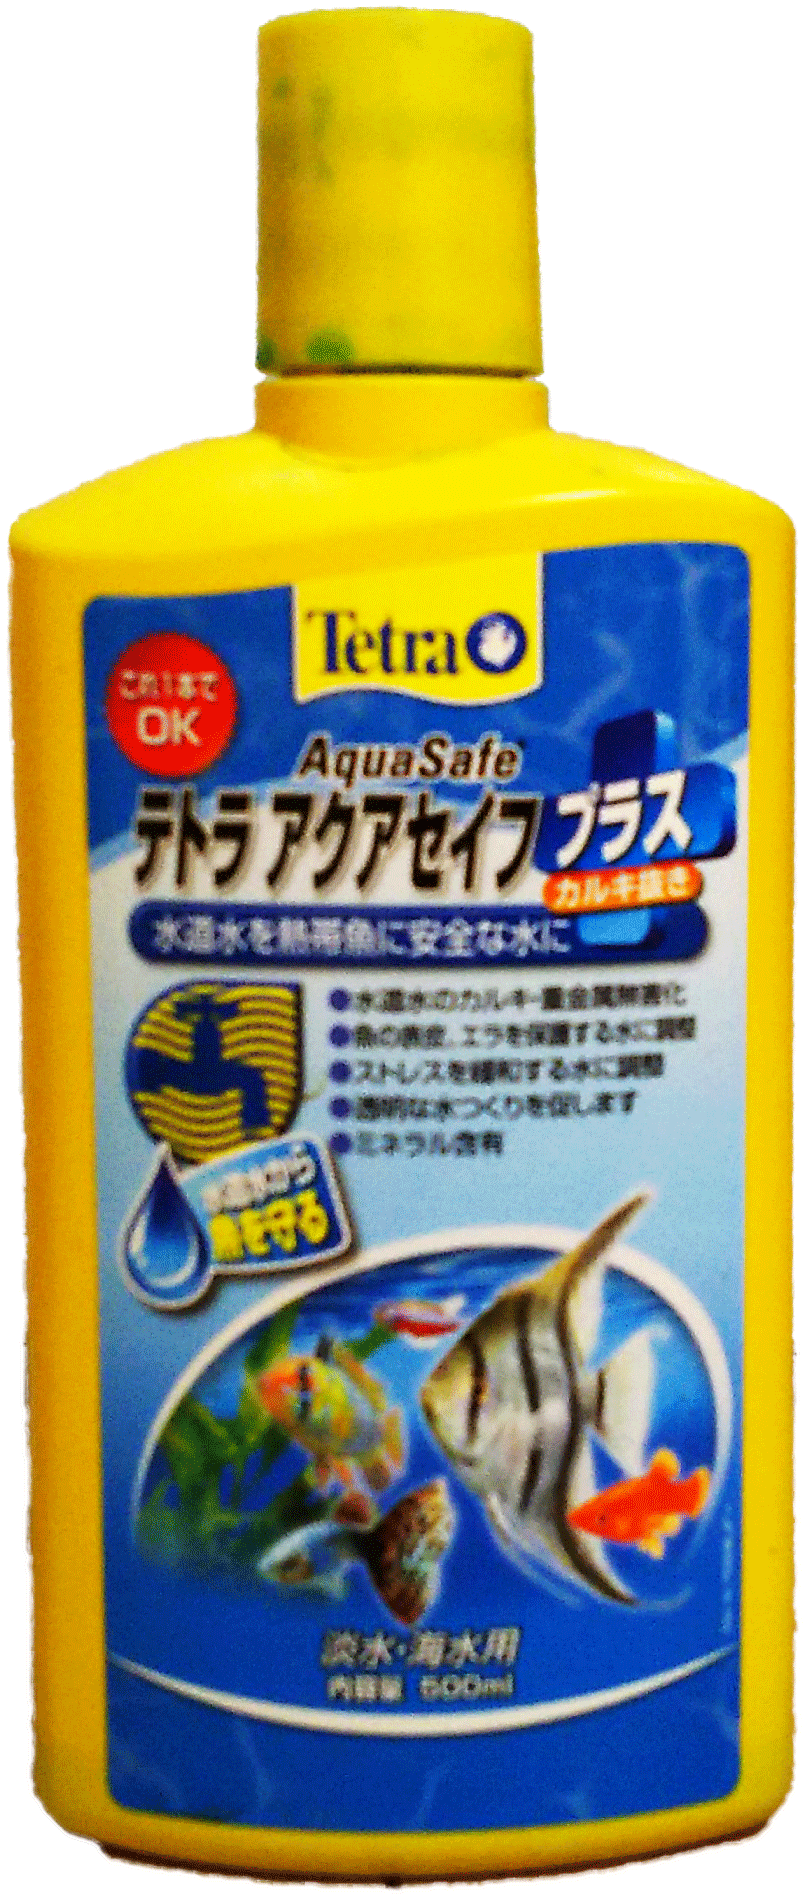 Tetra
これ1本で
OK
AquaSafe
テトラ アクアセイフ プラス
カルキ抜き
水道水を熱帯魚に安全な水に
●水道水のカルキ・重金属無害化
●魚の表皮、エラを保護する水に調整
●ストレスを緩和する水に調整
●透明な水つくりを促します
●ミネラル含有
水道水から
魚を守る
淡水・海水用
内容量 500ml